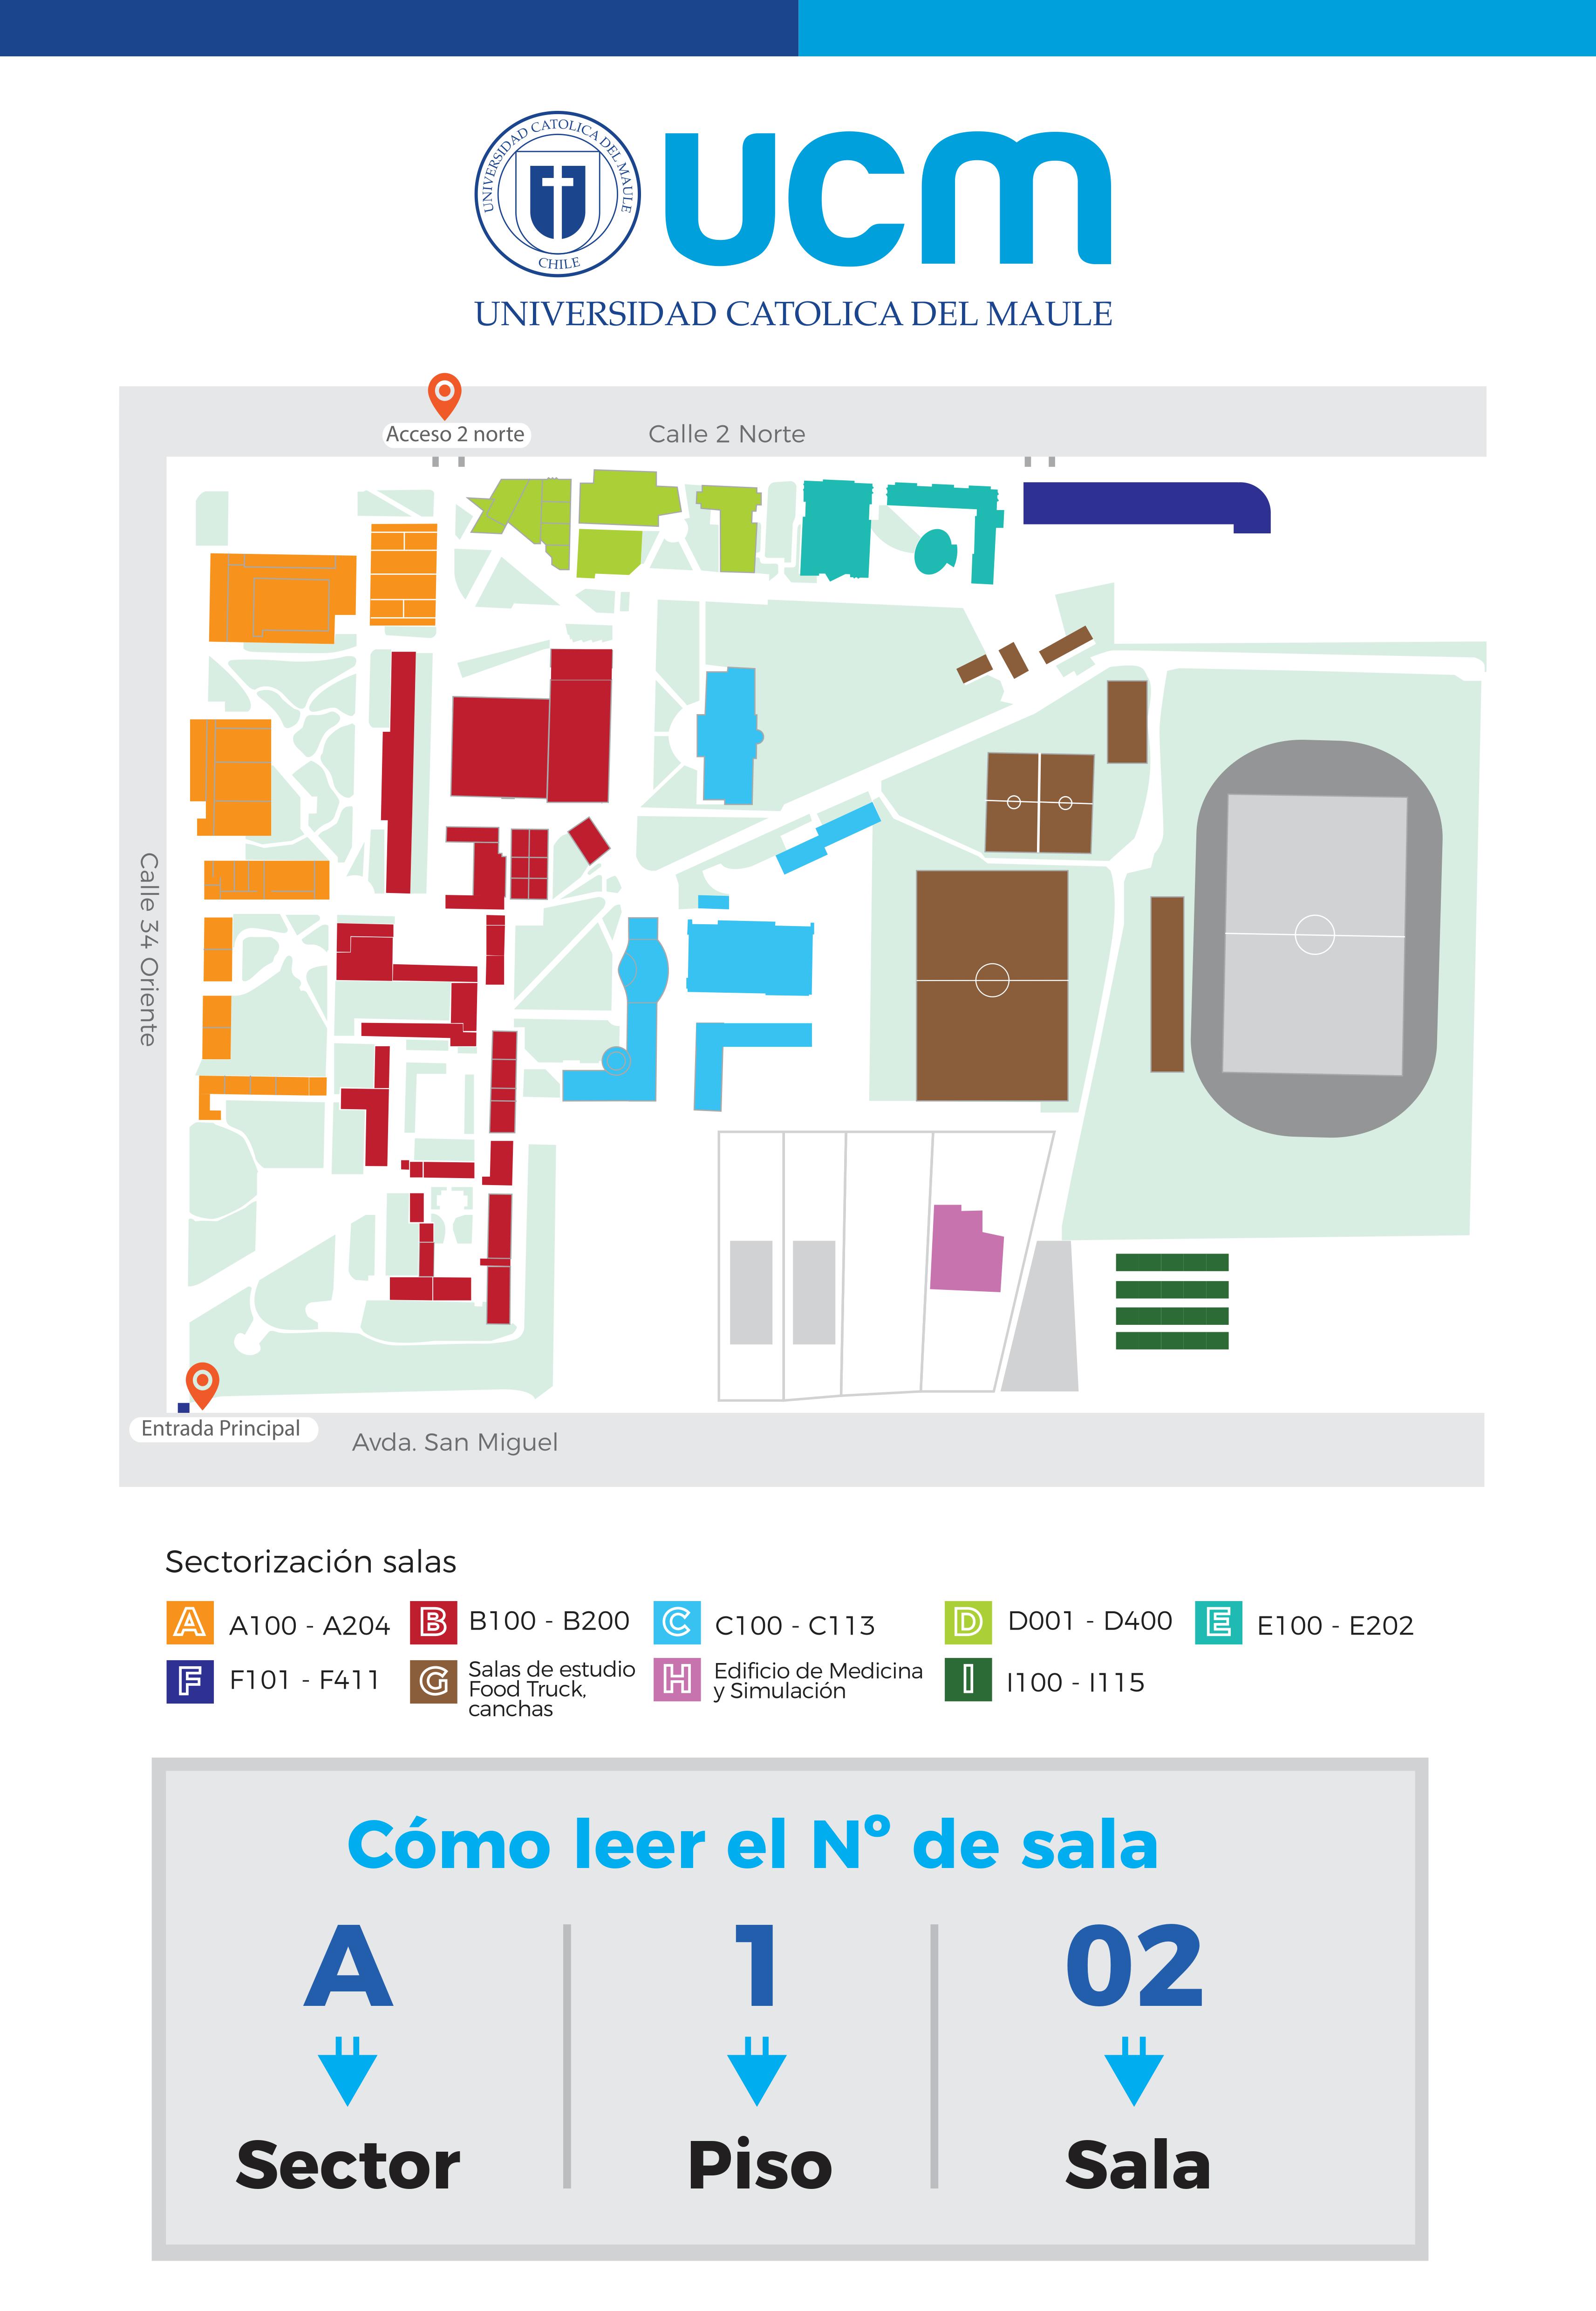 UNIVERSIDAD CATOLICA DEL MAULE
CHILE
ucm
UNIVERSIDAD CATOLICA DEL MAULE
Acceso 2 norte
Calle 2 Norte
Calle 34 Oriente
Entrada Principal
Avda. San Miguel
Sectorización salas
A A100 - A204
B B100 - B200
C C100 - C113
D D001 - D400
E E100 - E202
F F101 - F411
G Salas de estudio
Food Truck,
canchas
H Edificio de Medicina
y Simulación
I I100 - I115
Cómo leer el Nº de sala
A 1 02
Sector Piso Sala